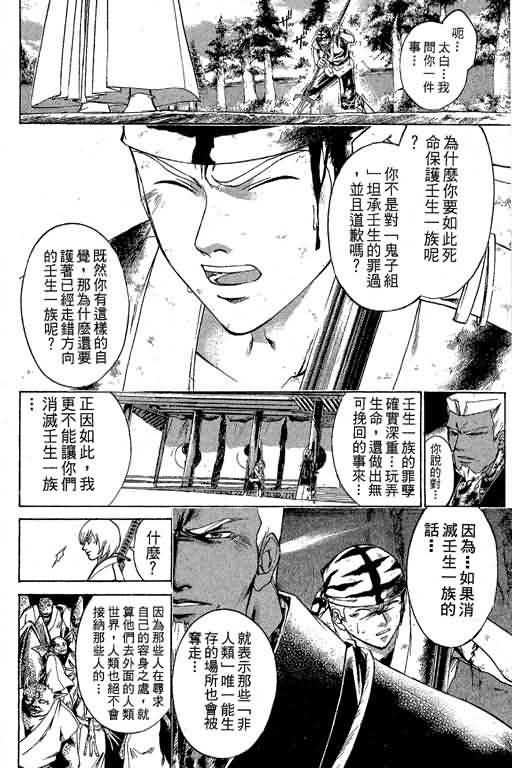 呃…
太白…我
問你一件
事…
為什麼你要如此死
命保護壬生一族呢
？
你不是對「鬼子組
」坦承壬生的罪過
，並且道歉嗎？
既然你有這樣的自
覺，那為什麼還要
護著已經走錯方向
的壬生一族呢？
你說的對…
壬生一族的罪孽
確實深重…玩弄
生命，還做出無
可挽回的事來…
正因如此，我
更不能讓你們
消滅壬生一族
…
因為…如果消
滅壬生一族的
話…
什麼？
就表示那些「非
人類」唯一能生
存的場所也會被
奪走…
因為那些人在尋求
自己的容身之處，就
算他們去外面的人類
世界，人類也絕不會
接納那些人的…